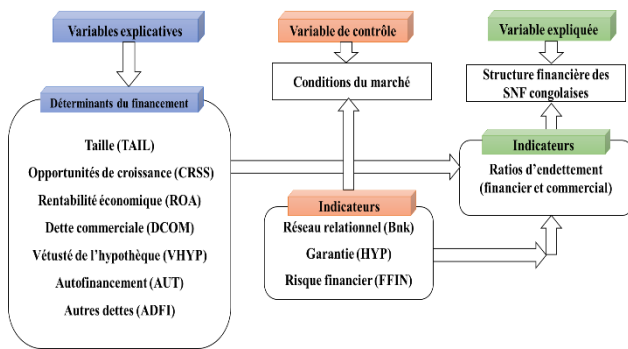 Variables explicatives
Déterminants du financement
Taille (TAIL)
Opportunités de croissance (CRSS)
Rentabilité économique (ROA)
Dette commerciale (DCOM)
Vétusté de l'hypothèque (VHYP)
Autofinancement (AUT)
Autres dettes (ADFI)
Variable de contrôle
Conditions du marché
Indicateurs
Réseau relationnel (Bnk)
Garantie (HYP)
Risque financier (FFIN)
Variable expliquée
Structure financière des
SNF congolaises
Indicateurs
Ratios d'endettement
(financier et commercial)